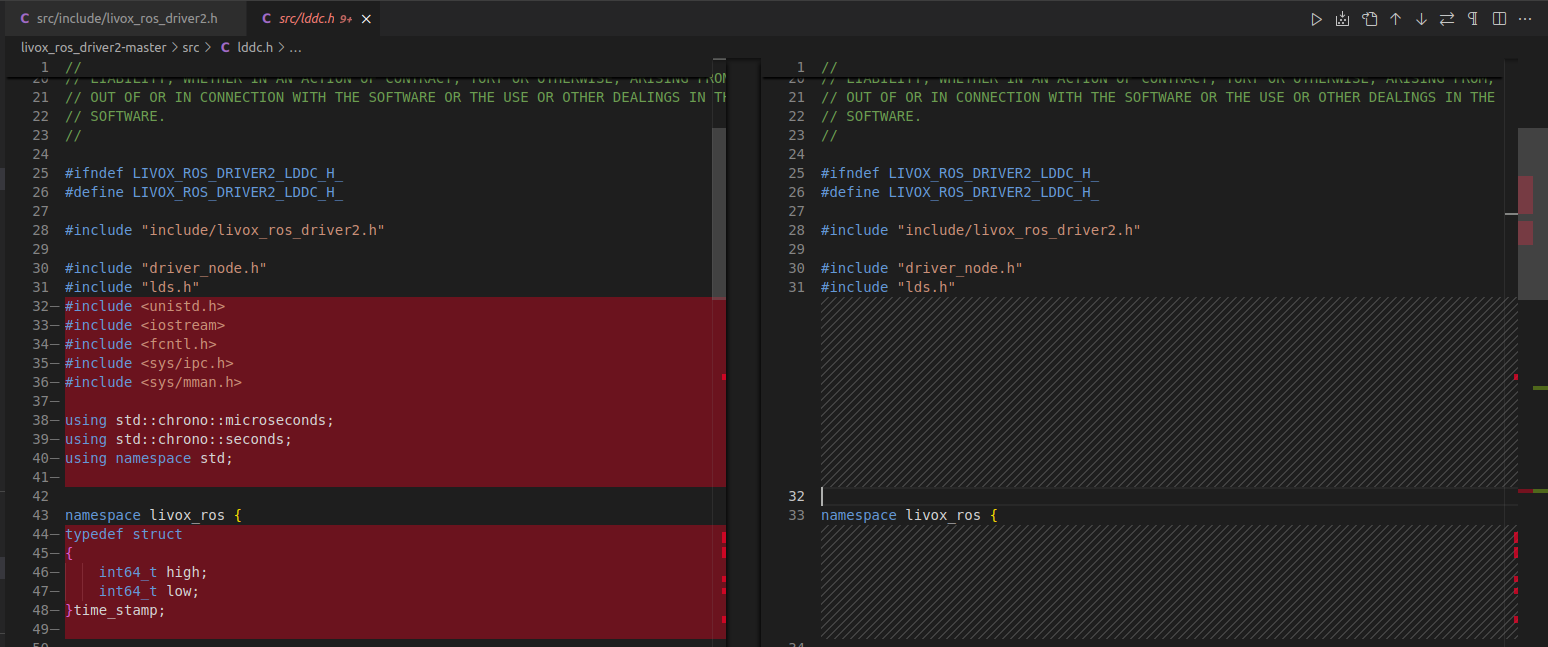 src/include/livox_ros_driver2.h
src/lddc.h 9+
livox_ros_driver2-master > src > C lddc.h > ...
1 //
20 // LIABILITY, WHETHER IN AN ACTION OF CONTRACT, TORT OR OTHERWISE, ARISING FROM
21 // OUT OF OR IN CONNECTION WITH THE SOFTWARE OR THE USE OR OTHER DEALINGS IN TH
22 // SOFTWARE.
23 //
24
25 #ifndef LIVOX_ROS_DRIVER2_LDDC_H_
26 #define LIVOX_ROS_DRIVER2_LDDC_H_
27
28 #include "include/livox_ros_driver2.h"
29
30 #include "driver_node.h"
31 #include "lds.h"
32— #include <unistd.h>
33— #include <iostream>
34— #include <fcntl.h>
35— #include <sys/ipc.h>
36— #include <sys/mman.h>
37—
38— using std::chrono::microseconds;
39— using std::chrono::seconds;
40— using namespace std;
41—
42
43 namespace livox_ros {
44— typedef struct
45— {
46— int64_t high;
47— int64_t low;
48— }time_stamp;
49—
50
1 //
20 // LIABILITY, WHETHER IN AN ACTION OF CONTRACT, TORT OR OTHERWISE, ARISING FROM,
21 // OUT OF OR IN CONNECTION WITH THE SOFTWARE OR THE USE OR OTHER DEALINGS IN THE
22 // SOFTWARE.
23 //
24
25 #ifndef LIVOX_ROS_DRIVER2_LDDC_H_
26 #define LIVOX_ROS_DRIVER2_LDDC_H_
27
28 #include "include/livox_ros_driver2.h"
29
30 #include "driver_node.h"
31 #include "lds.h"
32
33 namespace livox_ros {
34